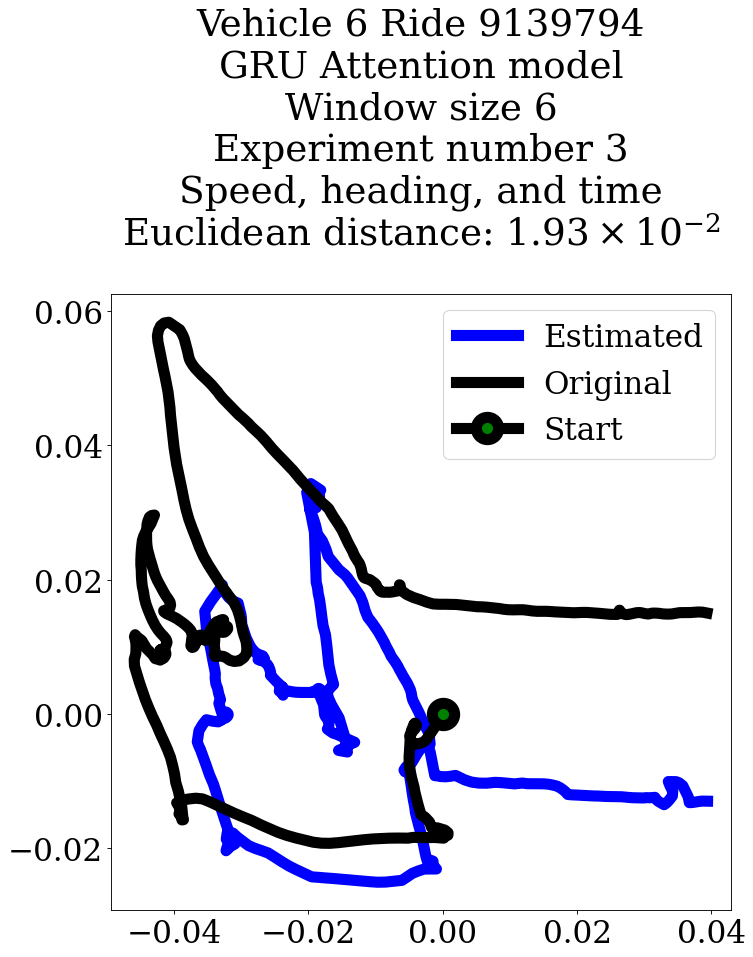 Vehicle 6 Ride 9139794
GRU Attention model
Window size 6
Experiment number 3
Speed, heading, and time
Euclidean distance: 1.93 × 10⁻²
0.06
0.04
0.02
0.00
−0.02
Estimated
Original
Start
−0.04 −0.02 0.00 0.02 0.04